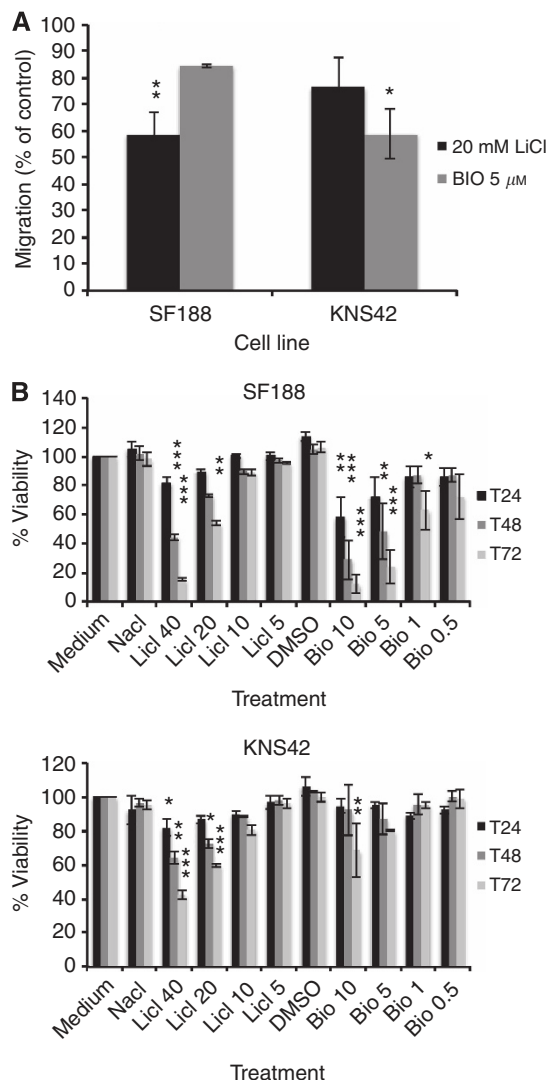 A
100
90
80
70
60
50
40
30
20
10
0
Migration (% of control)
**
*
20 mM LiCl
BIO 5 μM
SF188
KNS42
Cell line
B
SF188
140
120
100
80
60
40
20
0
% Viability
***
***
**
**
***
***
**
***
*
T24
T48
T72
Medium
Nacl
Licl 40
Licl 20
Licl 10
Licl 5
DMSO
Bio 10
Bio 5
Bio 1
Bio 0.5
Treatment
KNS42
120
100
80
60
40
20
0
% Viability
*
**
***
*
***
**
T24
T48
T72
Medium
Nacl
Licl 40
Licl 20
Licl 10
Licl 5
DMSO
Bio 10
Bio 5
Bio 1
Bio 0.5
Treatment